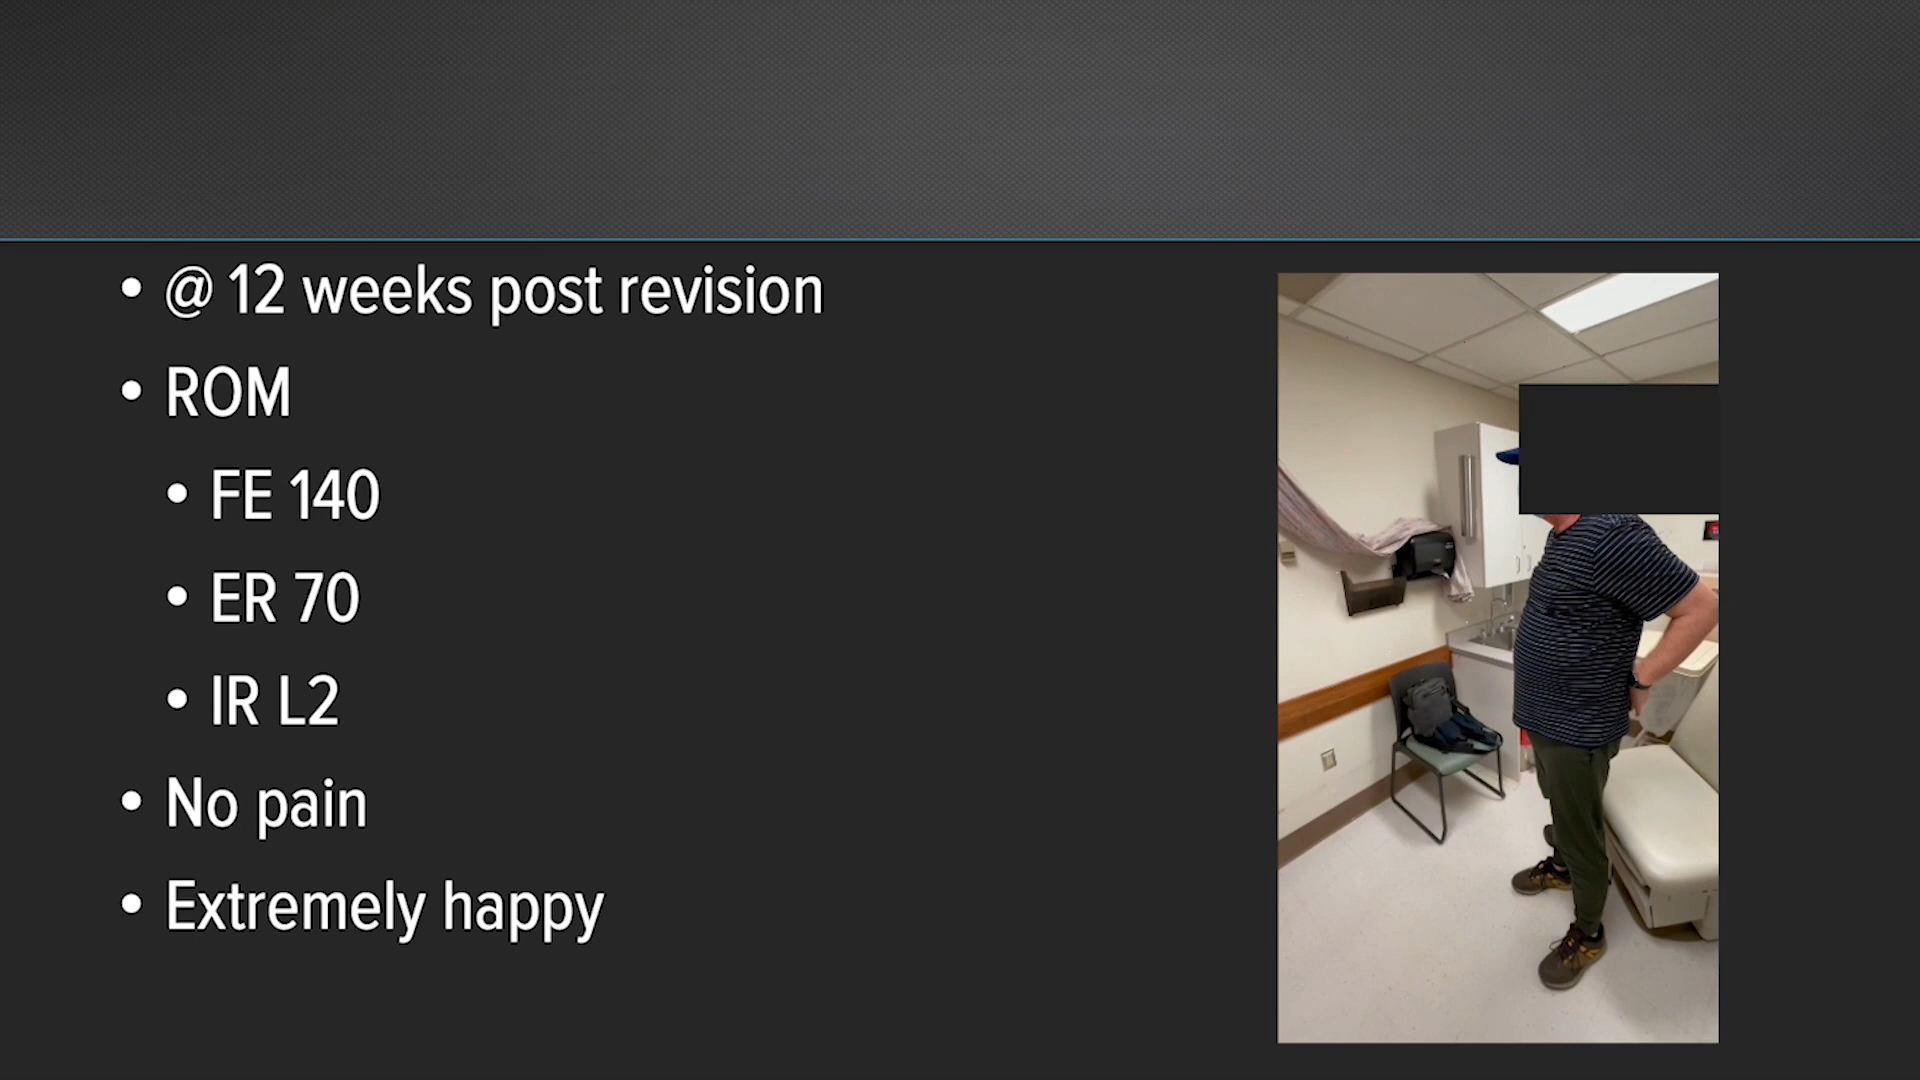 @ 12 weeks post revision
ROM
FE 140
ER 70
IR L2
No pain
Extremely happy